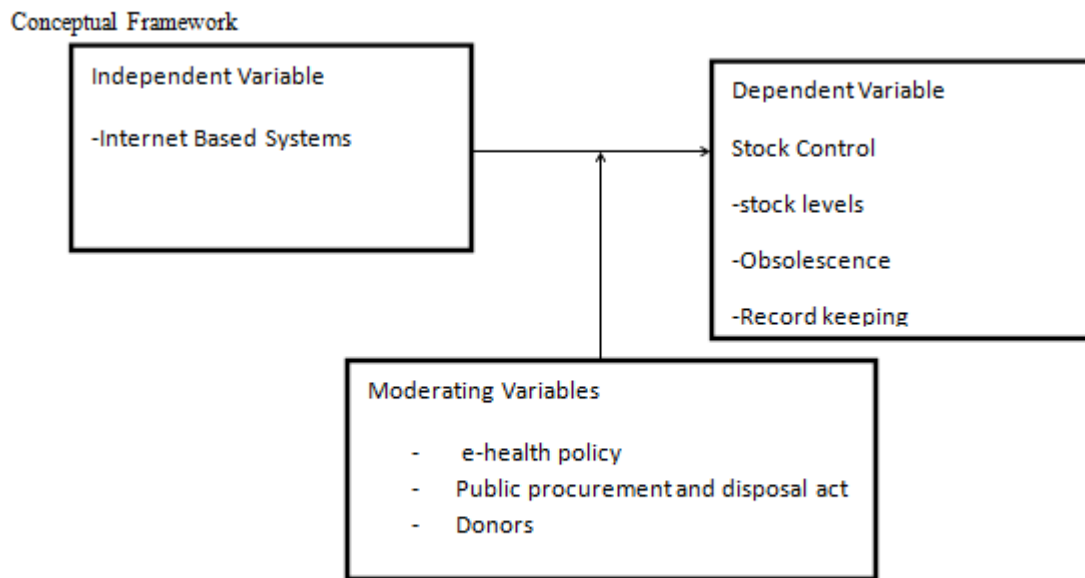 Conceptual Framework
Independent Variable
-Internet Based Systems
Dependent Variable
Stock Control
-stock levels
-Obsolescence
-Record keeping
Moderating Variables
- e-health policy
- Public procurement and disposal act
- Donors